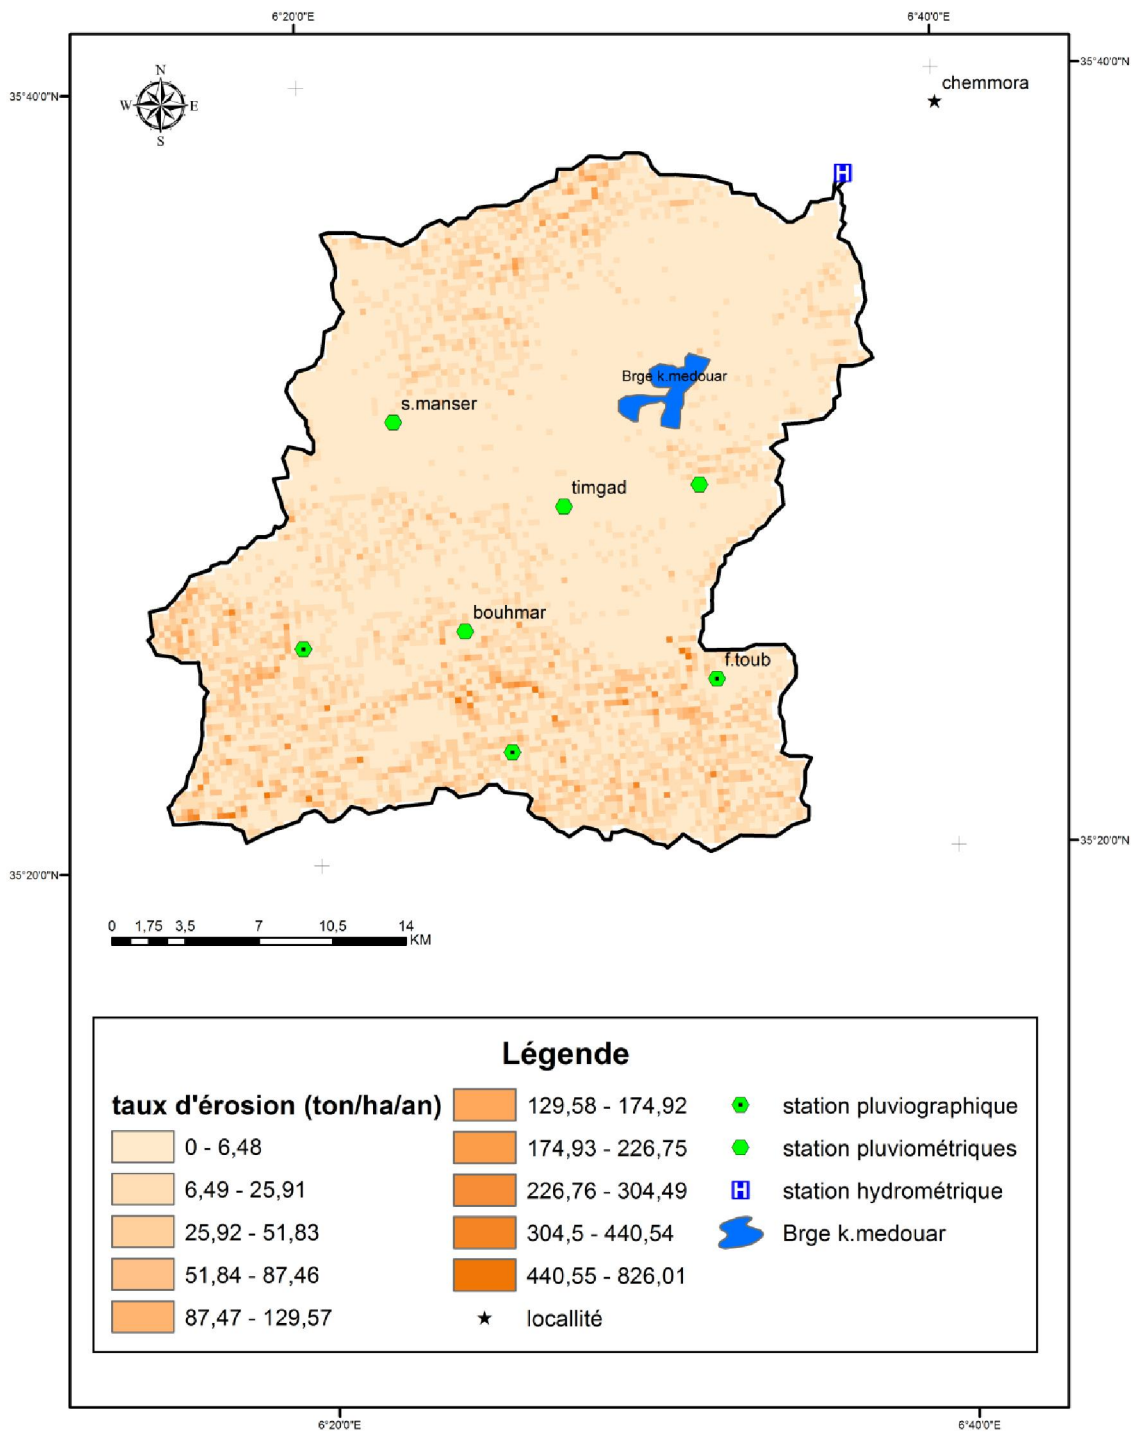 6°20'0"E
6°40'0"E
35°40'0"N
35°40'0"N
N
W
E
S
chemmora
H
Brge k.medouar
s.manser
timgad
bouhmar
f.toub
35°20'0"N
35°20'0"N
0 1,75 3,5 7 10,5 14
KM
Légende
taux d'érosion (ton/ha/an)
0 - 6,48
6,49 - 25,91
25,92 - 51,83
51,84 - 87,46
87,47 - 129,57
129,58 - 174,92
174,93 - 226,75
226,76 - 304,49
304,5 - 440,54
440,55 - 826,01
locallité
station pluviographique
station pluviométriques
H station hydrométrique
Brge k.medouar
6°20'0"E
6°40'0"E